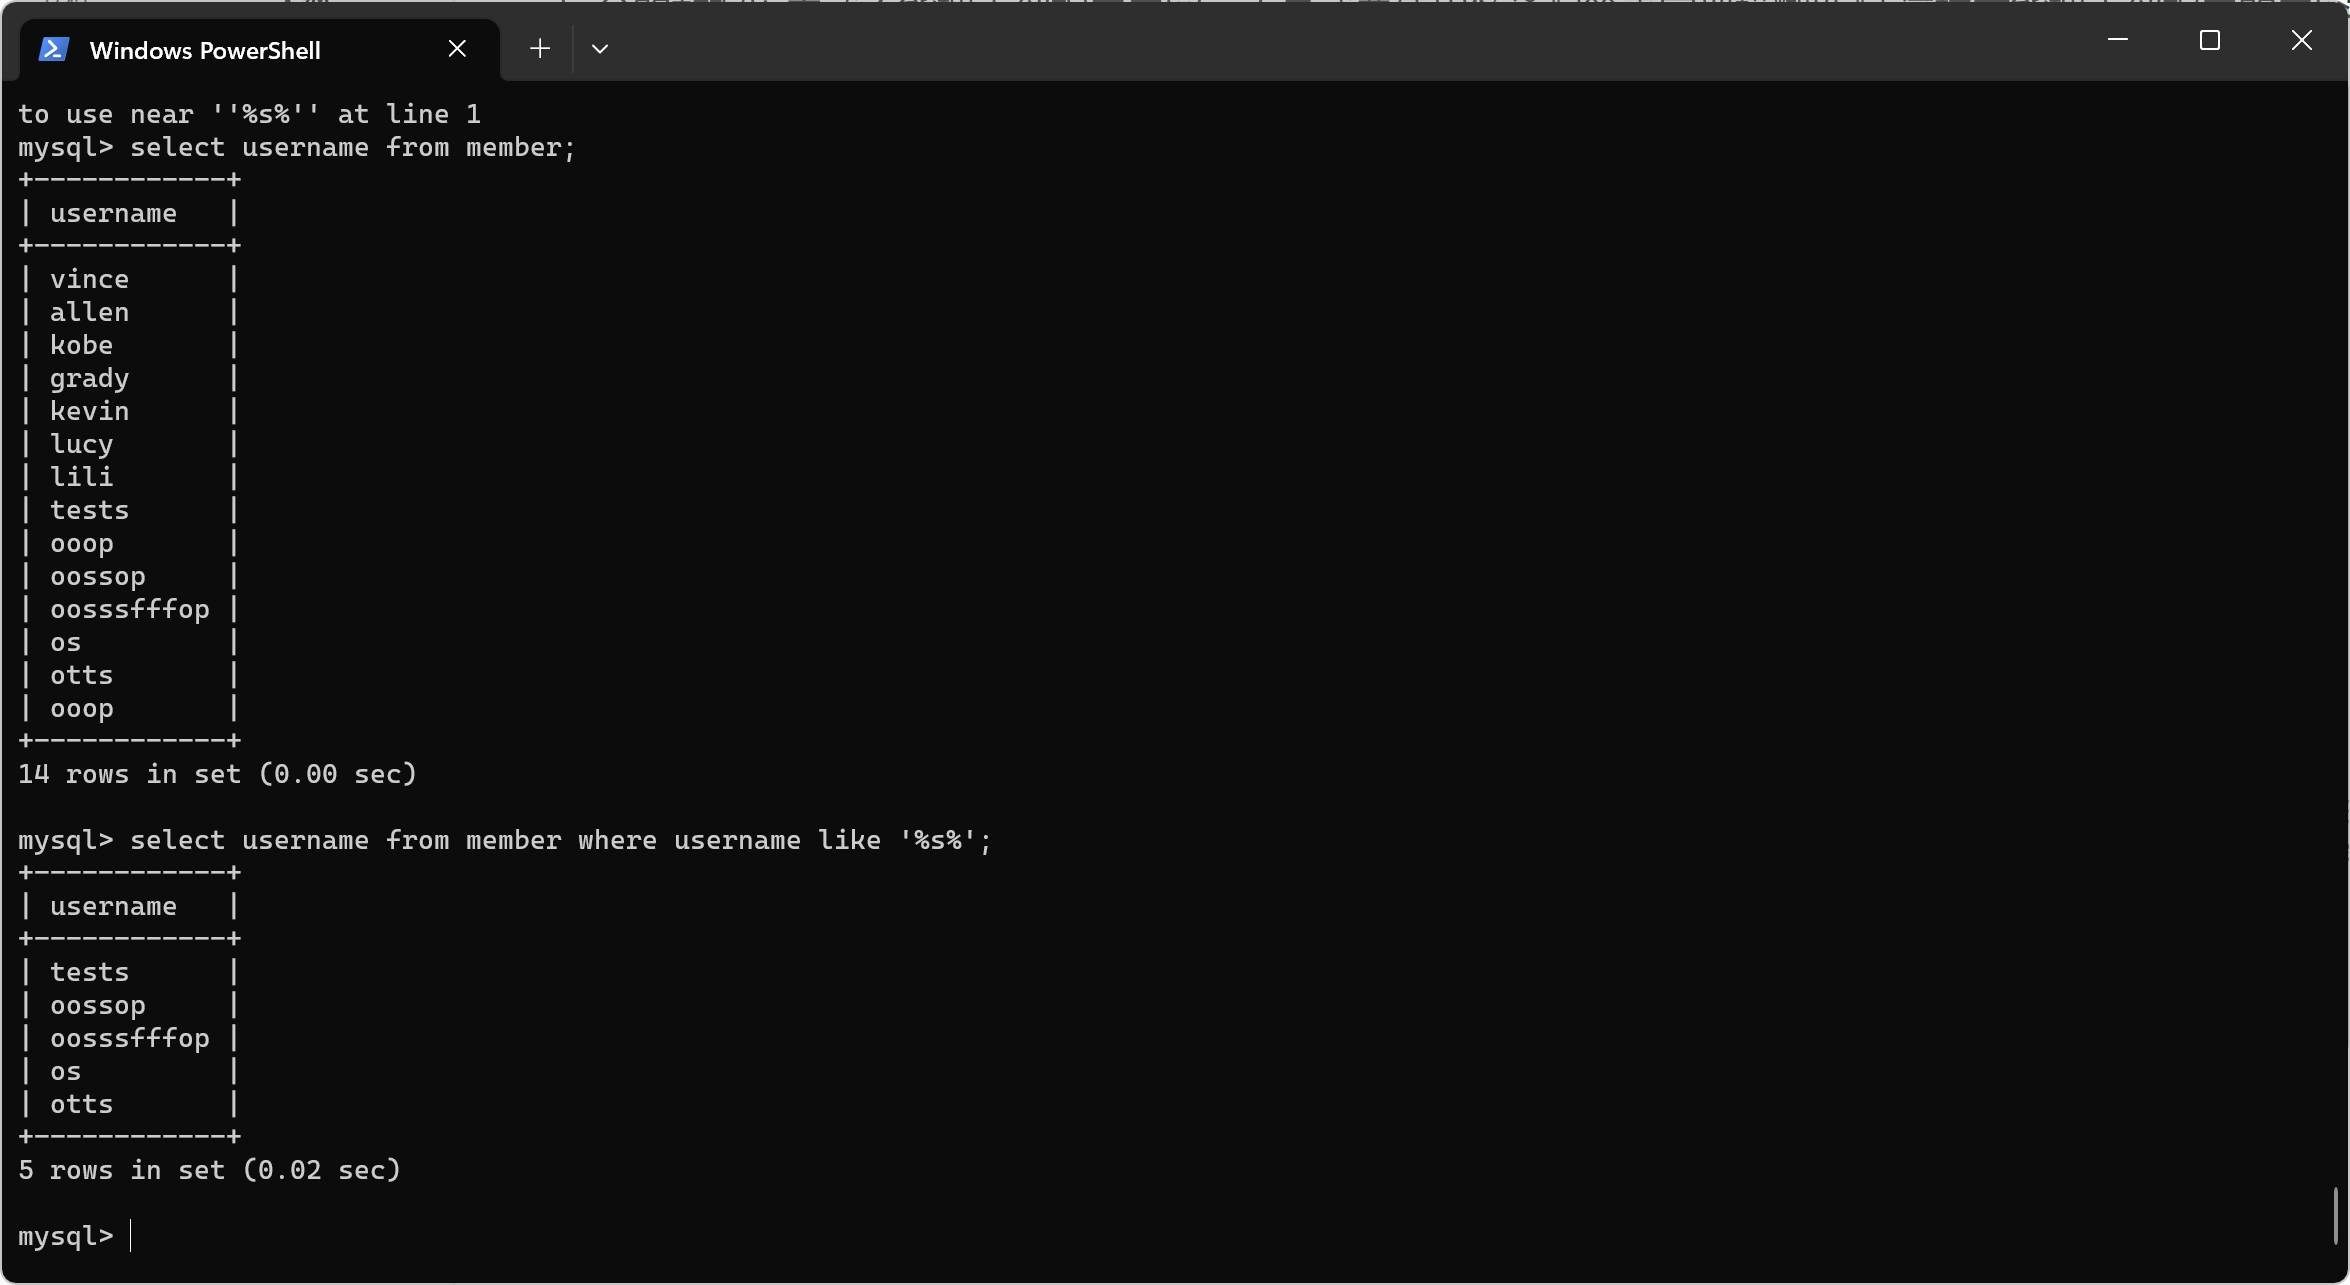 Windows PowerShell
to use near ''%s%'' at line 1
mysql> select username from member;
+------------+
| username   |
+------------+
| vince      |
| allen      |
| kobe       |
| grady      |
| kevin      |
| lucy       |
| lili       |
| tests      |
| ooop       |
| oossop     |
| oosssfffop |
| os         |
| otts       |
| ooop       |
+------------+
14 rows in set (0.00 sec)

mysql> select username from member where username like '%s%';
+------------+
| username   |
+------------+
| tests      |
| oossop     |
| oosssfffop |
| os         |
| otts       |
+------------+
5 rows in set (0.02 sec)

mysql>